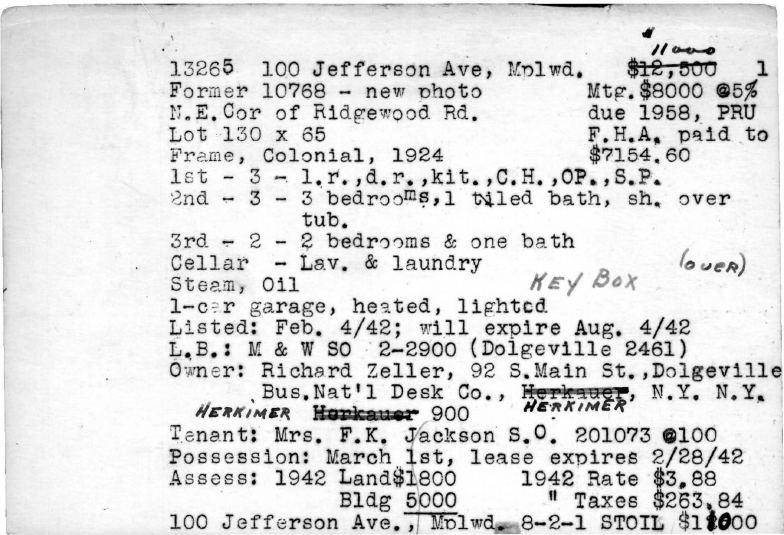 " 11000
13265 100 Jefferson Ave, Mplwd. $12,500 1
Former 10768 - new photo Mtg.$8000 @5%
N.E.Cor of Ridgewood Rd. due 1958, PRU
Lot 130 x 65 F.H.A. paid to
Frame, Colonial, 1924 $7154.60
1st - 3 - l.r.,d.r.,kit.,C.H.,OP.,S.P.
2nd - 3 - 3 bedrooms,1 tiled bath, sh. over
tub.
3rd - 2 - 2 bedrooms & one bath
Cellar - Lav. & laundry (over)
Steam, Oil KEY BOX
1-car garage, heated, lighted
Listed: Feb. 4/42; will expire Aug. 4/42
L.B.: M & W SO 2-2900 (Dolgeville 2461)
Owner: Richard Zeller, 92 S.Main St.,Dolgeville
Bus.Nat'l Desk Co., Herkauer, N.Y. N.Y.
HERKIMER Horkauer 900 HERKIMER
Tenant: Mrs. F.K. Jackson S.O. 201073 @100
Possession: March 1st, lease expires 2/28/42
Assess: 1942 Land$1800 1942 Rate $3.88
Bldg 5000 " Taxes $263.84
100 Jefferson Ave., Mplwd. 8-2-1 STOIL